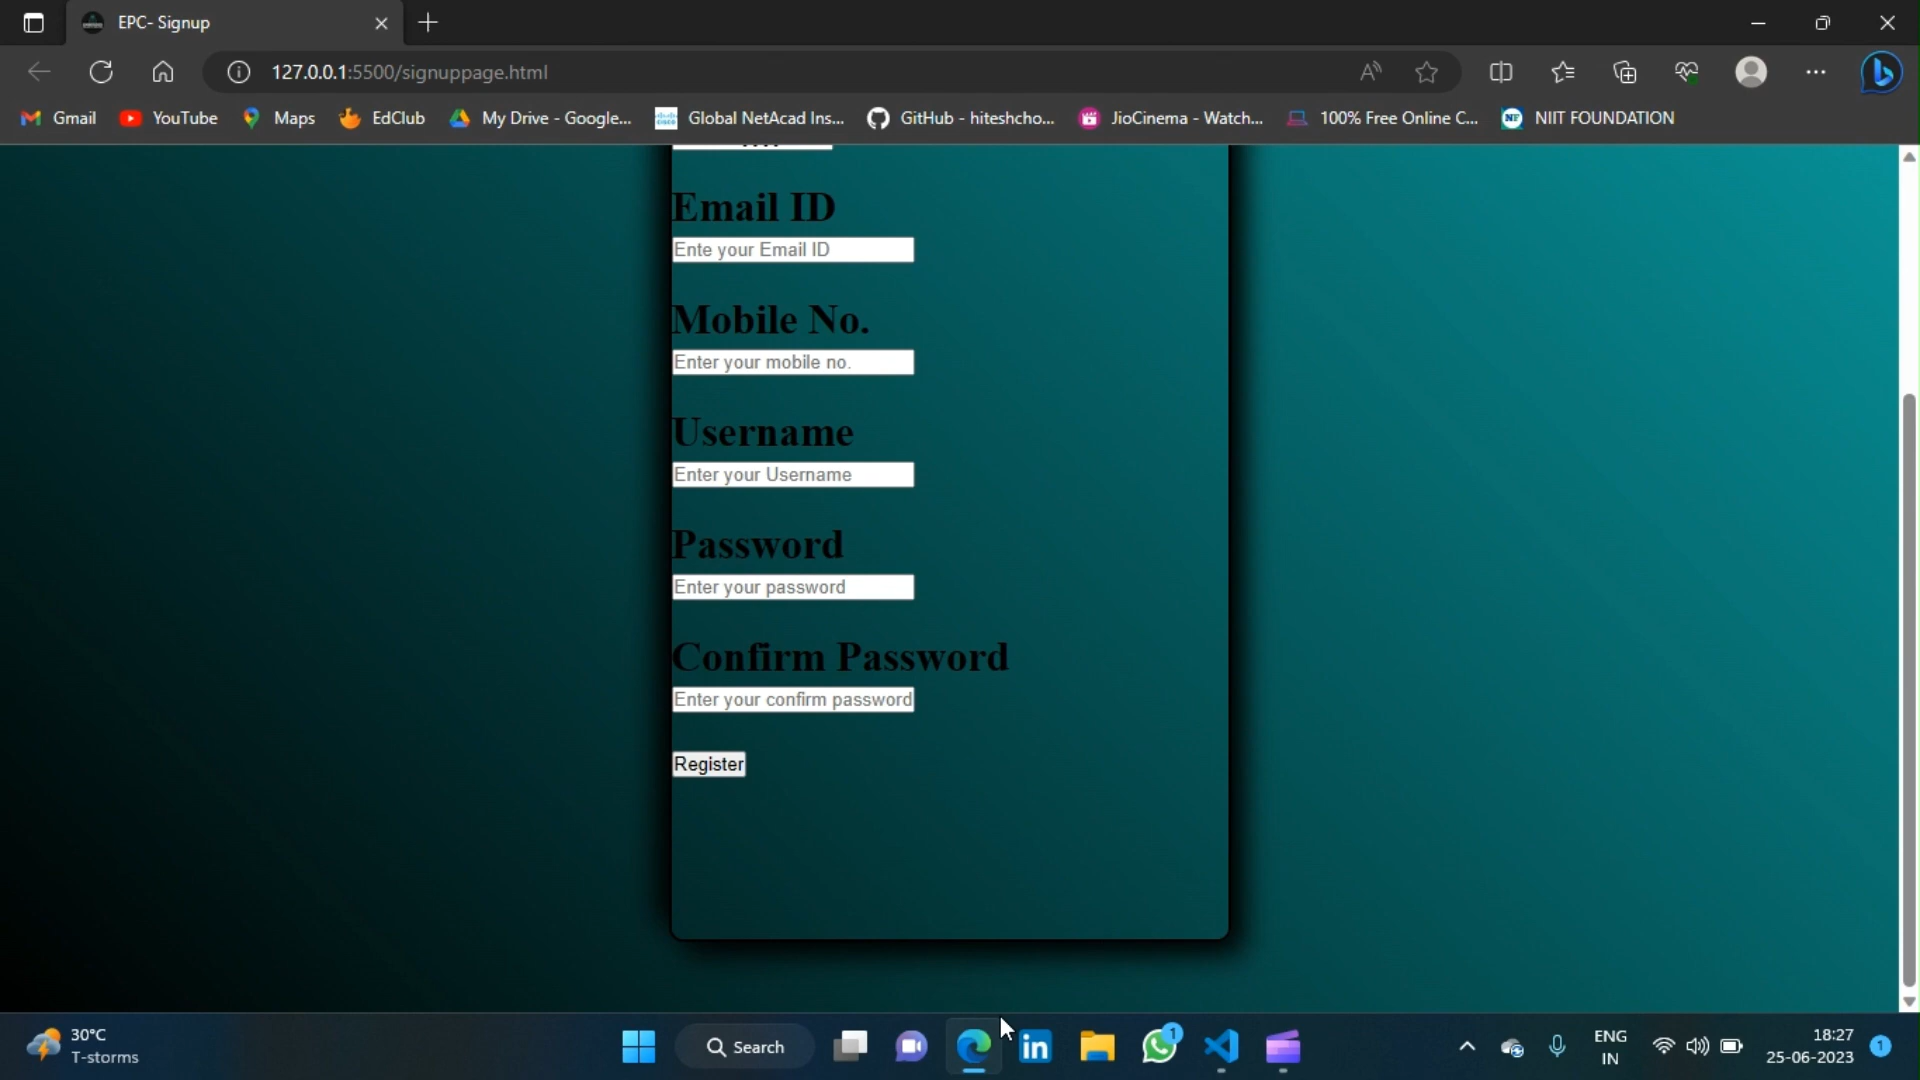 EPC- Signup
127.0.0.1:5500/signuppage.html
Gmail YouTube Maps EdClub My Drive - Google... Global NetAcad Ins... GitHub - hiteshcho... JioCinema - Watch... 100% Free Online C... NIIT FOUNDATION
Email ID
Ente your Email ID
Mobile No.
Enter your mobile no.
Username
Enter your Username
Password
Enter your password
Confirm Password
Enter your confirm password
Register
30°C
T-storms
Search
1
ENG
IN
18:27
25-06-2023
1